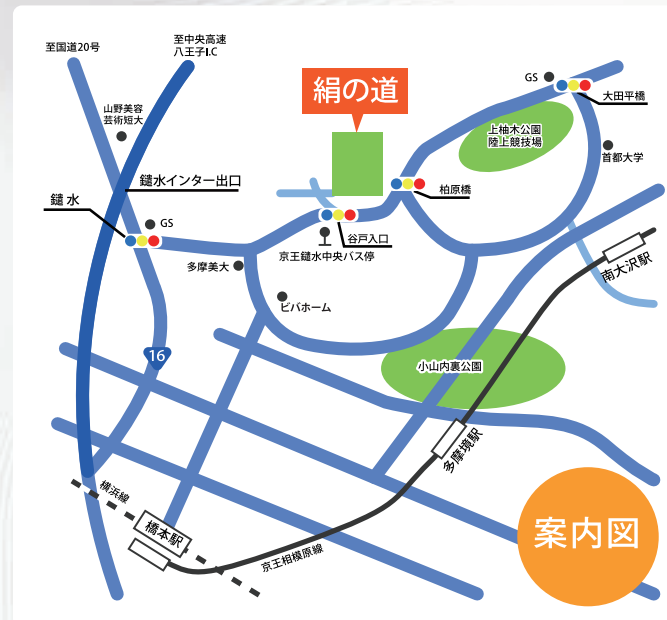 至国道20号
至中央高速
八王子I.C
山野美容
芸術短大
絹の道
GS
大田平橋
上柚木公園
陸上競技場
首都大学
鑓水インター出口
鑓水
GS
柏原橋
谷戸入口
京王鑓水中央バス停
多摩美大
ビバホーム
南大沢駅
16
小山内裏公園
多摩境駅
横浜線
橋本駅
京王相模原線
案内図